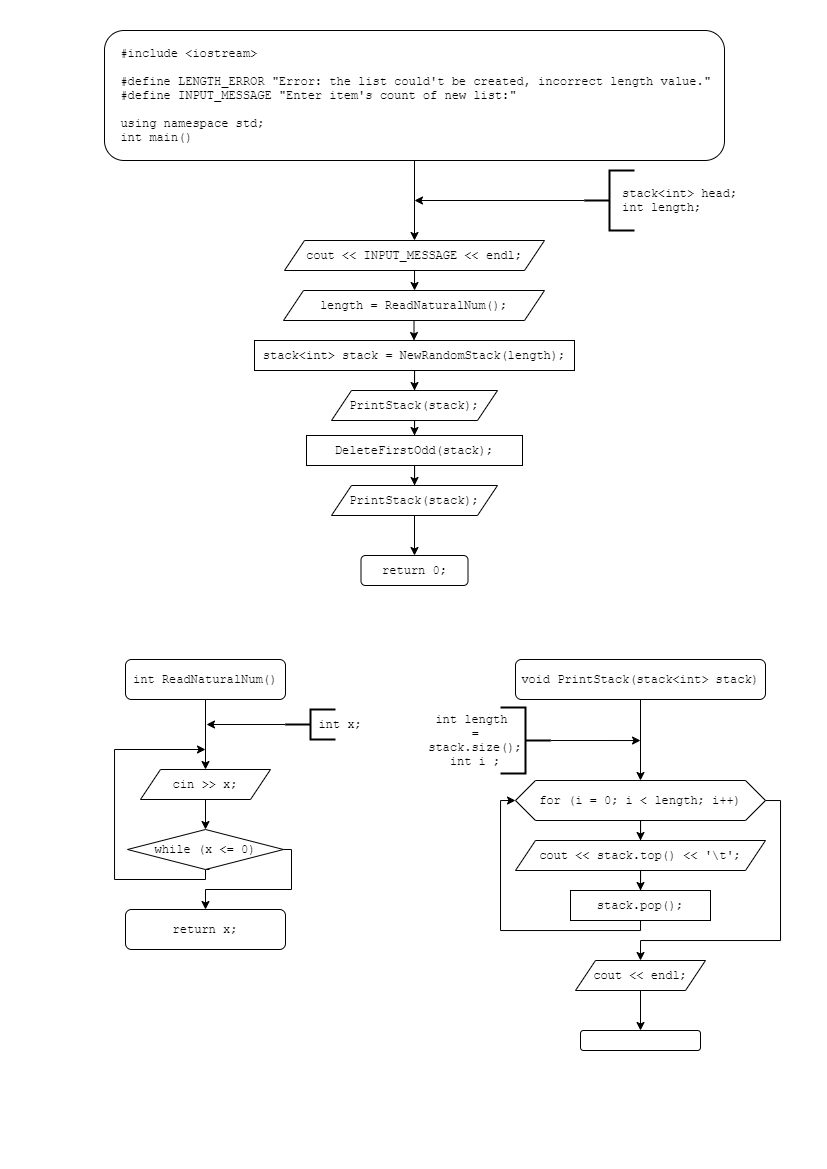 #include <iostream>
#define LENGTH_ERROR "Error: the list could't be created, incorrect length value."
#define INPUT_MESSAGE "Enter item's count of new list:"
using namespace std;
int main()
stack<int> head;
int length;
cout << INPUT_MESSAGE << endl;
length = ReadNaturalNum();
stack<int> stack = NewRandomStack(length);
PrintStack(stack);
DeleteFirstOdd(stack);
PrintStack(stack);
return 0;
int ReadNaturalNum()
int x;
cin >> x;
while (x <= 0)
return x;
void PrintStack(stack<int> stack)
int length
=
stack.size();
int i ;
for (i = 0; i < length; i++)
cout << stack.top() << '\t';
stack.pop();
cout << endl;